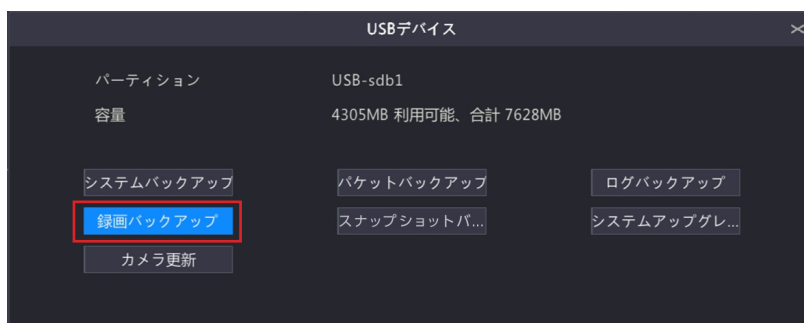 USBデバイス
パーティション USB-sdb1
容量 4305MB 利用可能、合計 7628MB
システムバックアップ パケットバックアップ ログバックアップ
録画バックアップ スナップショットバ... システムアップグレ...
カメラ更新